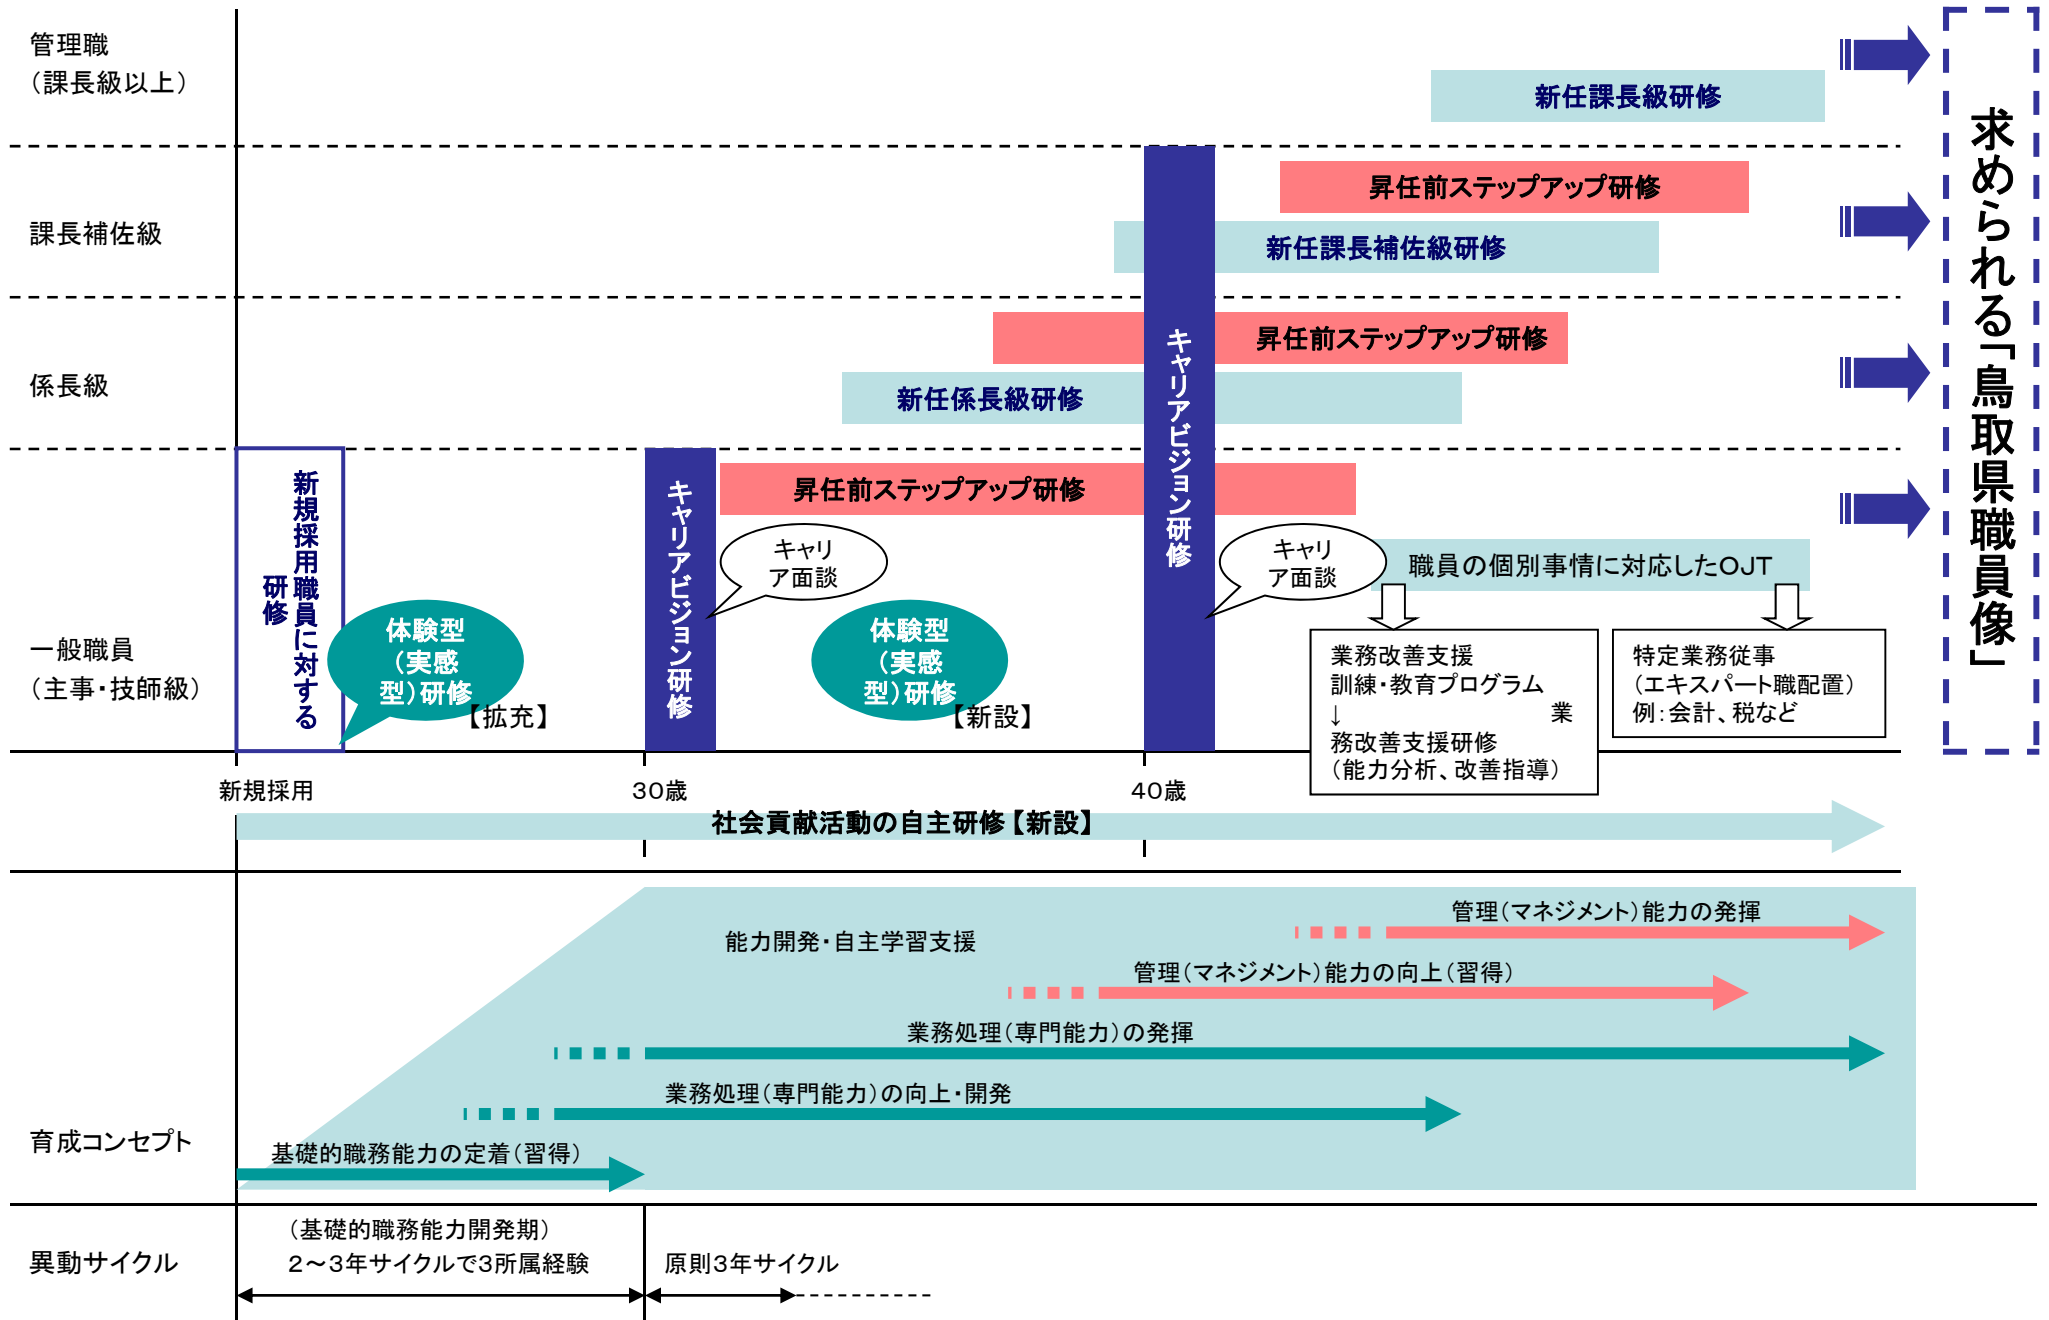 管理職
（課長級以上）
新任課長級研修
課長補佐級
昇任前ステップアップ研修
新任課長補佐級研修
係長級
昇任前ステップアップ研修
新任係長級研修
一般職員
（主事・技師級）
新規採用職員に対する
研修
体験型
（実感
型）研修
【拡充】
キャリアビジョン研修
昇任前ステップアップ研修
キャリ
ア面談
体験型
（実感
型）研修
【新設】
キャリアビジョン研修
キャリ
ア面談
職員の個別事情に対応したOJT
業務改善支援
訓練・教育プログラム
↓ 業
務改善支援研修
（能力分析、改善指導）
特定業務従事
（エキスパート職配置）
例：会計、税など
求められる「鳥取県職員像」
新規採用
30歳
40歳
社会貢献活動の自主研修【新設】
育成コンセプト
能力開発・自主学習支援
管理（マネジメント）能力の発揮
管理（マネジメント）能力の向上（習得）
業務処理（専門能力）の発揮
業務処理（専門能力）の向上・開発
基礎的職務能力の定着（習得）
異動サイクル
（基礎的職務能力開発期）
2～3年サイクルで3所属経験
原則3年サイクル